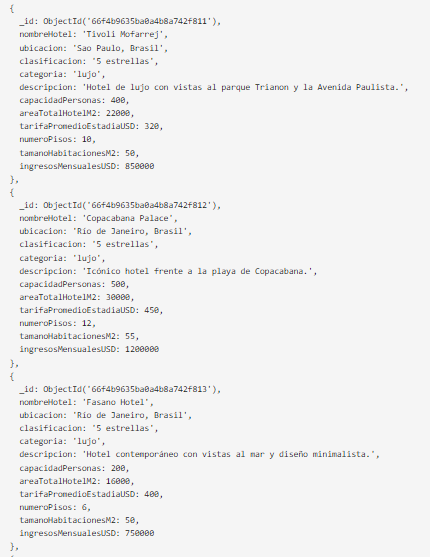 {
_id: ObjectId('66f4b9635ba0a4b8a742f811'),
nombreHotel: 'Tivoli Mofarrej',
ubicacion: 'Sao Paulo, Brasil',
clasificacion: '5 estrellas',
categoria: 'lujo',
descripcion: 'Hotel de lujo con vistas al parque Trianon y la Avenida Paulista.',
capacidadPersonas: 400,
areaTotalHotelM2: 22000,
tarifaPromedioEstadiaUSD: 320,
numeroPisos: 10,
tamanoHabitacionesM2: 50,
ingresosMensualesUSD: 850000
},
{
_id: ObjectId('66f4b9635ba0a4b8a742f812'),
nombreHotel: 'Copacabana Palace',
ubicacion: 'Rio de Janeiro, Brasil',
clasificacion: '5 estrellas',
categoria: 'lujo',
descripcion: 'Icónico hotel frente a la playa de Copacabana.',
capacidadPersonas: 500,
areaTotalHotelM2: 30000,
tarifaPromedioEstadiaUSD: 450,
numeroPisos: 12,
tamanoHabitacionesM2: 55,
ingresosMensualesUSD: 1200000
},
{
_id: ObjectId('66f4b9635ba0a4b8a742f813'),
nombreHotel: 'Fasano Hotel',
ubicacion: 'Rio de Janeiro, Brasil',
clasificacion: '5 estrellas',
categoria: 'lujo',
descripcion: 'Hotel contemporáneo con vistas al mar y diseño minimalista.',
capacidadPersonas: 200,
areaTotalHotelM2: 16000,
tarifaPromedioEstadiaUSD: 400,
numeroPisos: 6,
tamanoHabitacionesM2: 50,
ingresosMensualesUSD: 750000
},